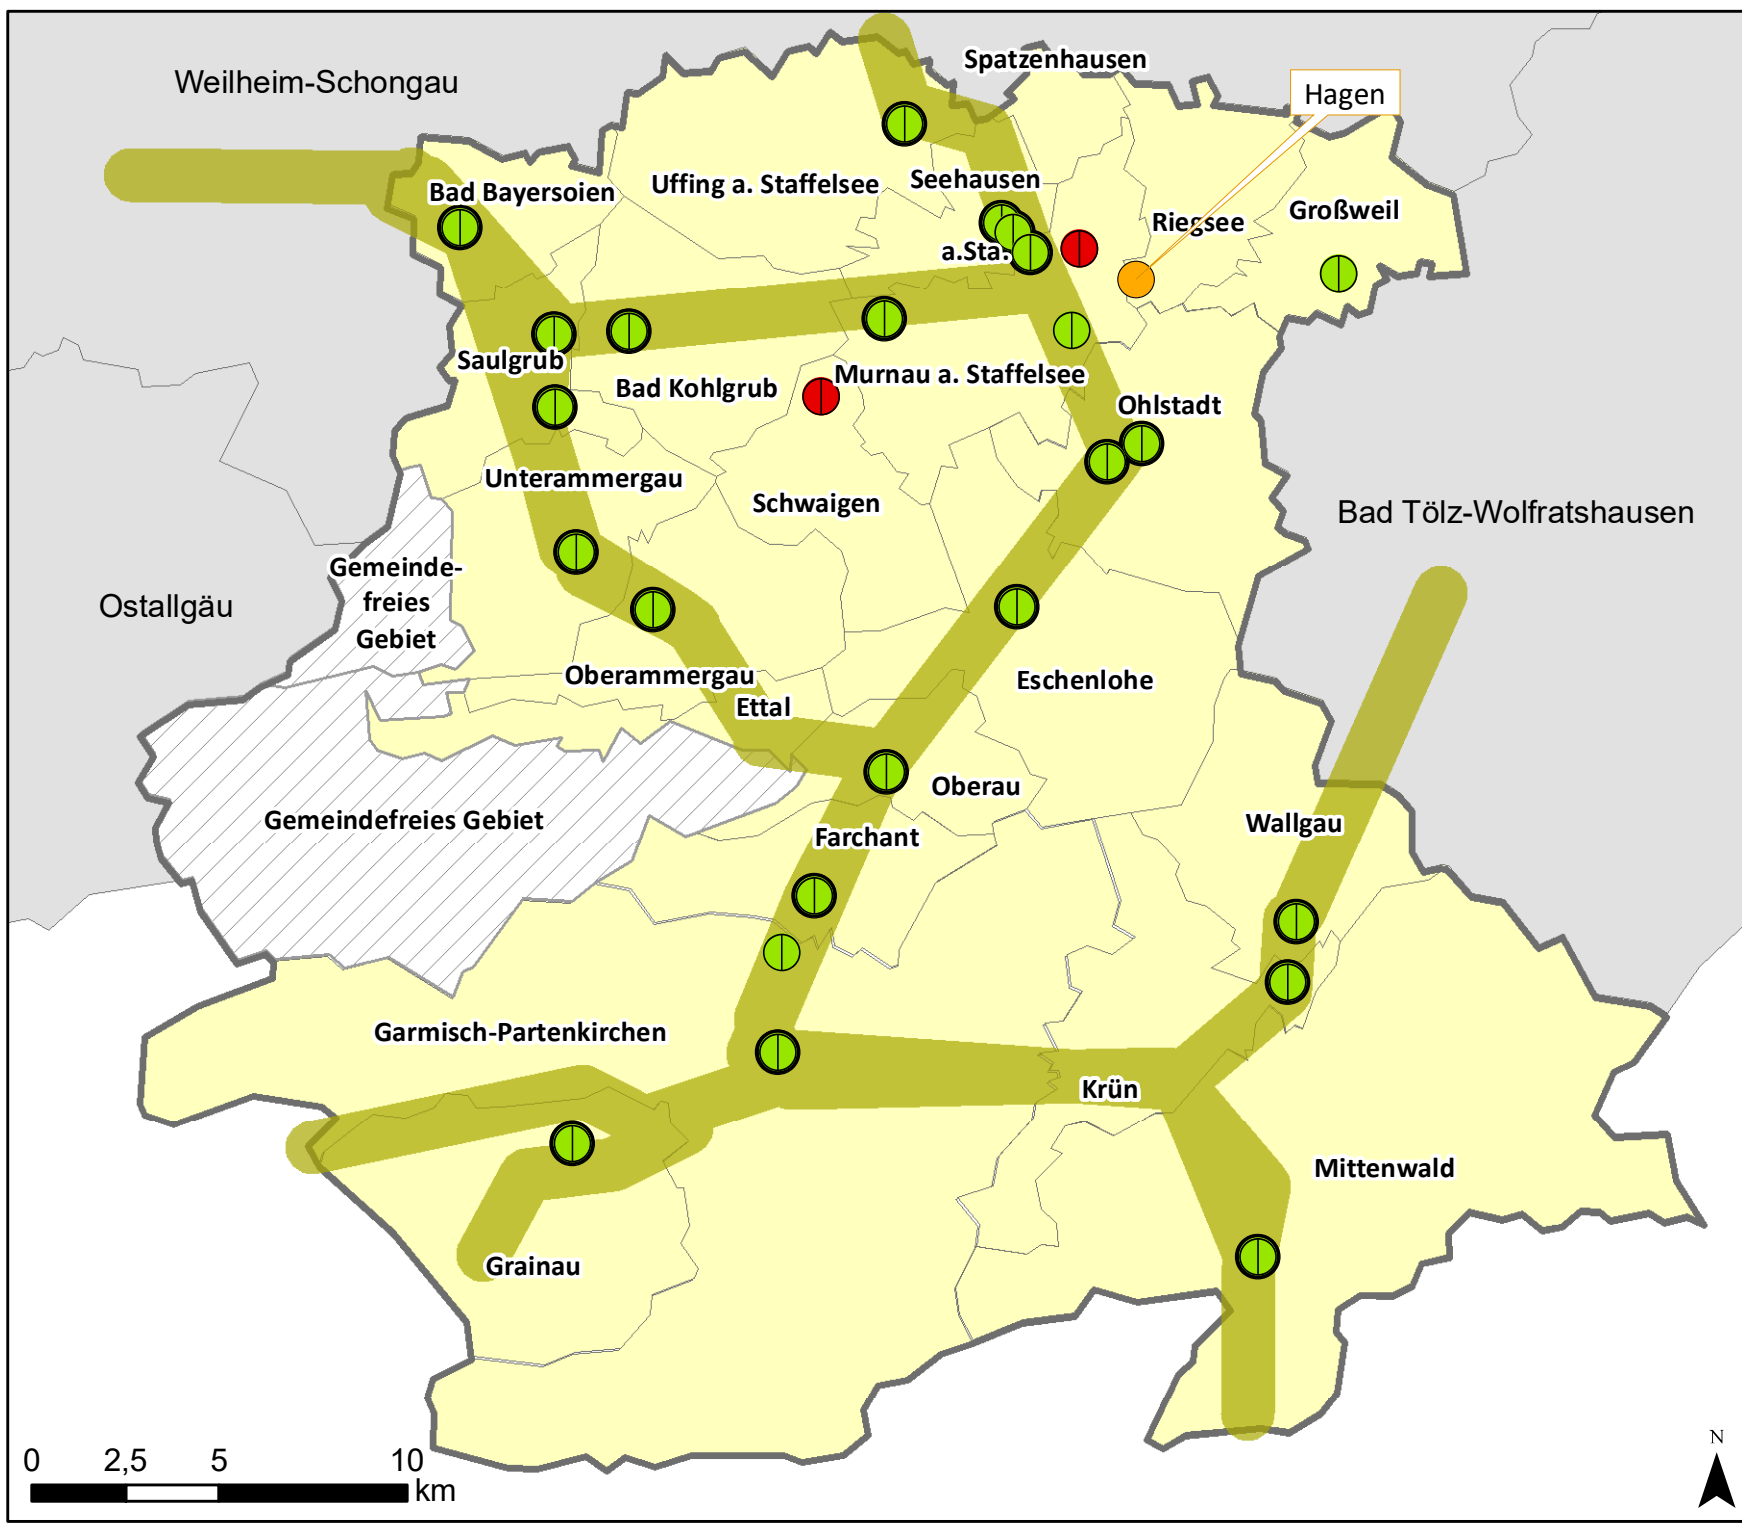 Spatzenhausen
Weilheim-Schongau
Hagen
Uffing a. Staffelsee
Seehausen
a.Sta.
Bad Bayersoien
Riegsee
Großweil
Saulgrub
Bad Kohlgrub
Murnau a. Staffelsee
Ohlstadt
Unterammergau
Schwaigen
Bad Tölz-Wolfratshausen
Gemeinde-
freies
Gebiet
Ostallgäu
Oberammergau
Ettal
Eschenlohe
Oberau
Gemeindefreies Gebiet
Farchant
Wallgau
Garmisch-Partenkirchen
Krün
Mittenwald
Grainau
0 2,5 5 10
km
N